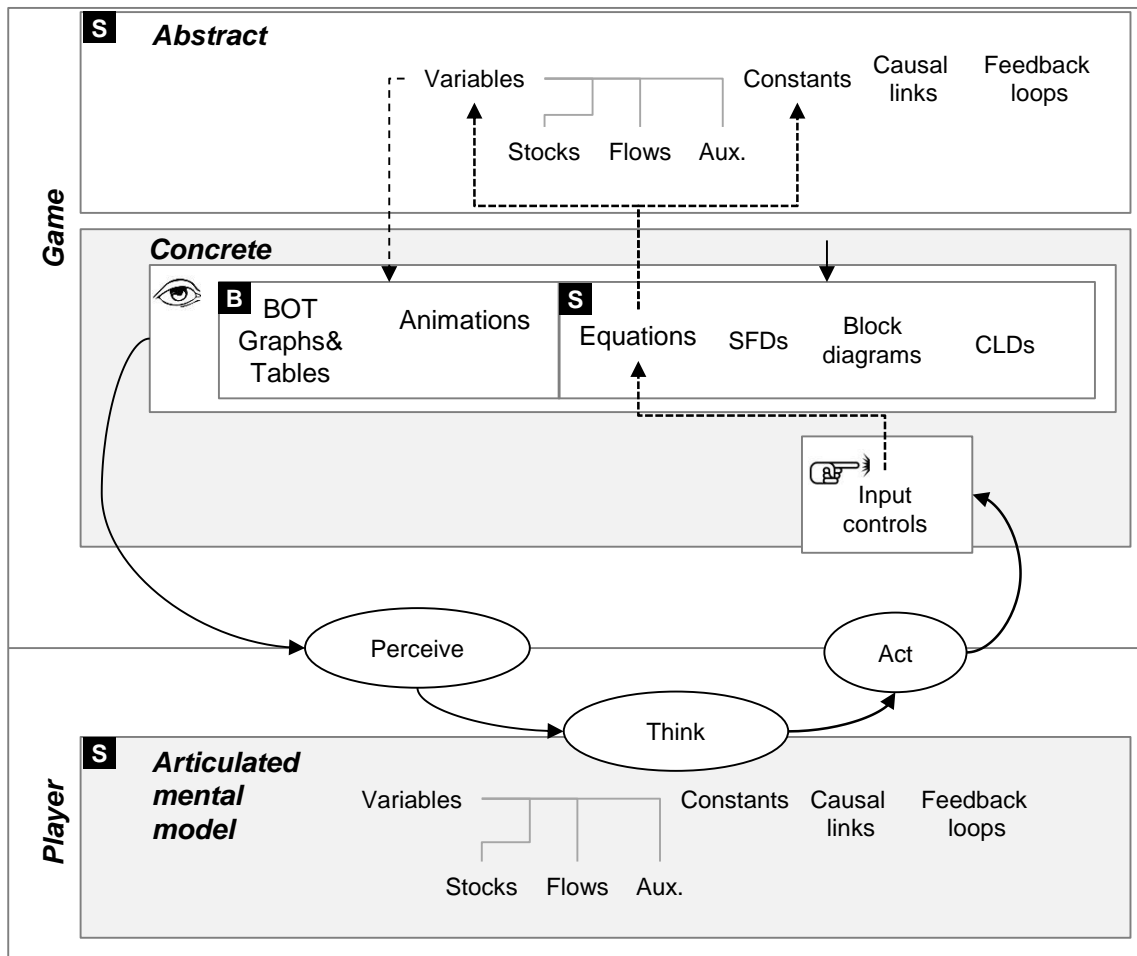 S
Abstract
Variables
Constants
Causal
links
Feedback
loops
Stocks
Flows
Aux.
Game
Concrete
B
BOT
Graphs&
Tables
Animations
S
Equations
SFDs
Block
diagrams
CLDs
Input
controls
Perceive
Act
Think
Player
S
Articulated
mental
model
Variables
Constants
Causal
links
Feedback
loops
Stocks
Flows
Aux.